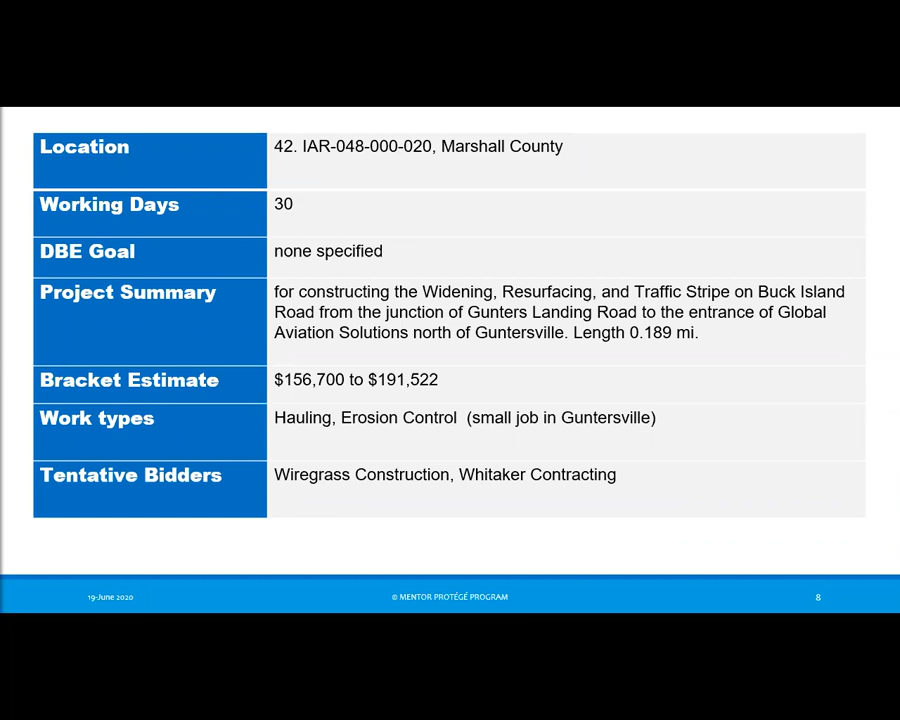 Location
42. IAR-048-000-020, Marshall County
Working Days
30
DBE Goal
none specified
Project Summary
for constructing the Widening, Resurfacing, and Traffic Stripe on Buck Island
Road from the junction of Gunters Landing Road to the entrance of Global
Aviation Solutions north of Guntersville. Length 0.189 mi.
Bracket Estimate
$156,700 to $191,522
Work types
Hauling, Erosion Control  (small job in Guntersville)
Tentative Bidders
Wiregrass Construction, Whitaker Contracting
19-June 2020
© MENTOR PROTÉGÉ PROGRAM
8